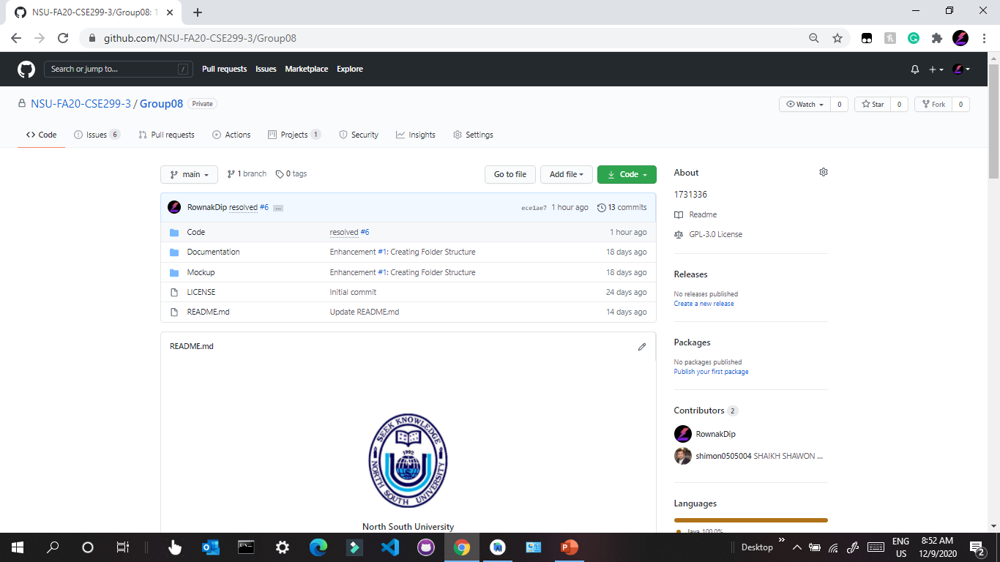 NSU-FA20-CSE299-3/Group08: 1
github.com/NSU-FA20-CSE299-3/Group08
Search or jump to... /
Pull requests Issues Marketplace Explore
NSU-FA20-CSE299-3 / Group08 Private
Watch 0 Star 0 Fork 0
Code Issues 6 Pull requests Actions Projects 1 Security Insights Settings
main 1 branch 0 tags Go to file Add file Code
RownakDip resolved #6 ... ece1ae7 1 hour ago 13 commits
Code resolved #6 1 hour ago
Documentation Enhancement #1: Creating Folder Structure 18 days ago
Mockup Enhancement #1: Creating Folder Structure 18 days ago
LICENSE Initial commit 24 days ago
README.md Update README.md 14 days ago
README.md
SEEK KNOWLEDGE
1992
NORTH SOUTH UNIVERSITY
North South University
About
1731336
Readme
GPL-3.0 License
Releases
No releases published
Create a new release
Packages
No packages published
Publish your first package
Contributors 2
RownakDip
shimon0505004 SHAIKH SHAWON ...
Languages
Java 100.0%
Desktop
ENG
US
8:52 AM
12/9/2020
2